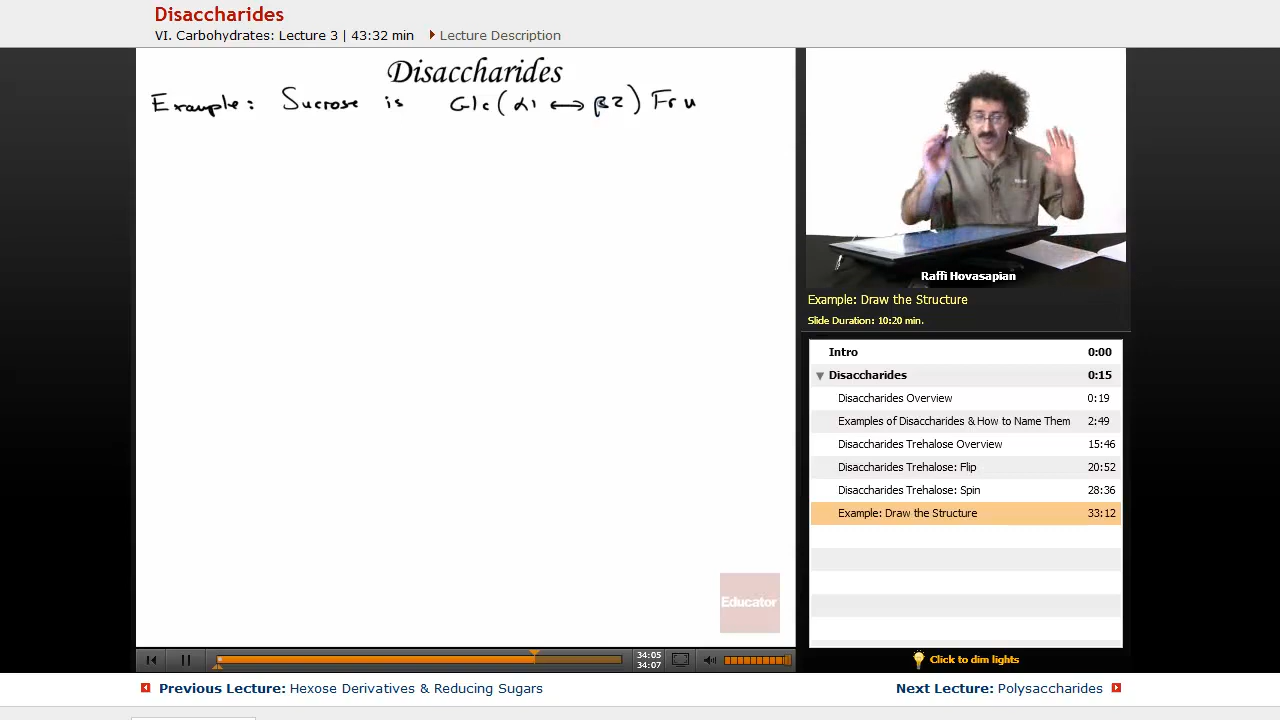 Disaccharides
VI. Carbohydrates: Lecture 3 | 43:32 min
Lecture Description
Disaccharides
Example: Sucrose is Glc(α1 ↔ β2) Fru
Educator
Raffi Hovasapian
Example: Draw the Structure
Slide Duration: 10:20 min.
Intro 0:00
Disaccharides 0:15
Disaccharides Overview 0:19
Examples of Disaccharides & How to Name Them 2:49
Disaccharides Trehalose Overview 15:46
Disaccharides Trehalose: Flip 20:52
Disaccharides Trehalose: Spin 28:36
Example: Draw the Structure 33:12
34:05
34:07
Click to dim lights
Previous Lecture: Hexose Derivatives & Reducing Sugars
Next Lecture: Polysaccharides